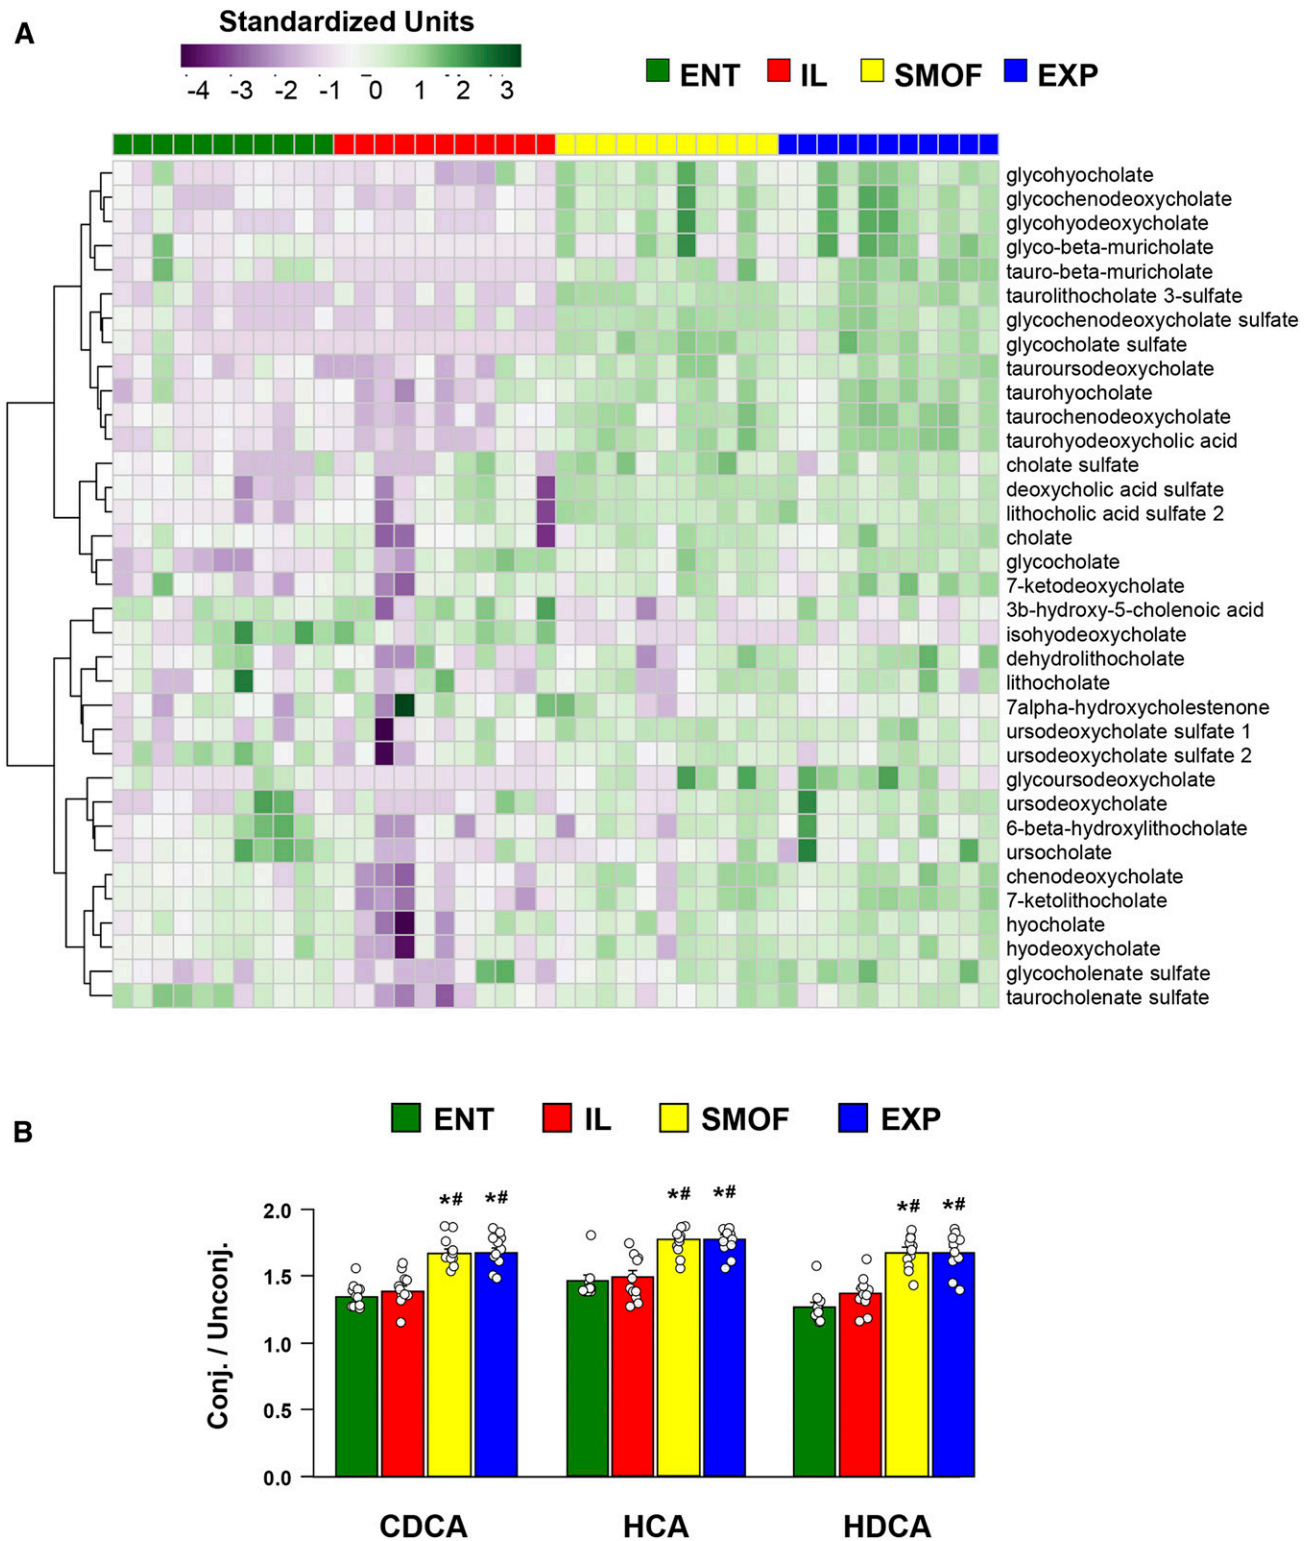 A
Standardized Units
-4 -3 -2 -1 0 1 2 3
ENT IL SMOF EXP
glycohyocholate
glycochenodeoxycholate
glycohyodeoxycholate
glyco-beta-muricholate
tauro-beta-muricholate
taurolithocholate 3-sulfate
glycochenodeoxycholate sulfate
glycocholate sulfate
tauroursodeoxycholate
taurohyocholate
taurochenodeoxycholate
taurohyodeoxycholic acid
cholate sulfate
deoxycholic acid sulfate
lithocholic acid sulfate 2
cholate
glycocholate
7-ketodeoxycholate
3b-hydroxy-5-cholenoic acid
isohyodeoxycholate
dehydrolithocholate
lithocholate
7alpha-hydroxycholestenone
ursodeoxycholate sulfate 1
ursodeoxycholate sulfate 2
glycoursodeoxycholate
ursodeoxycholate
6-beta-hydroxylithocholate
ursocholate
chenodeoxycholate
7-ketolithocholate
hyocholate
hyodeoxycholate
glycocholenate sulfate
taurocholenate sulfate
B
ENT IL SMOF EXP
Conj. / Unconj.
2.0
1.5
1.0
0.5
0.0
*# *# *# *# *# *#
CDCA HCA HDCA